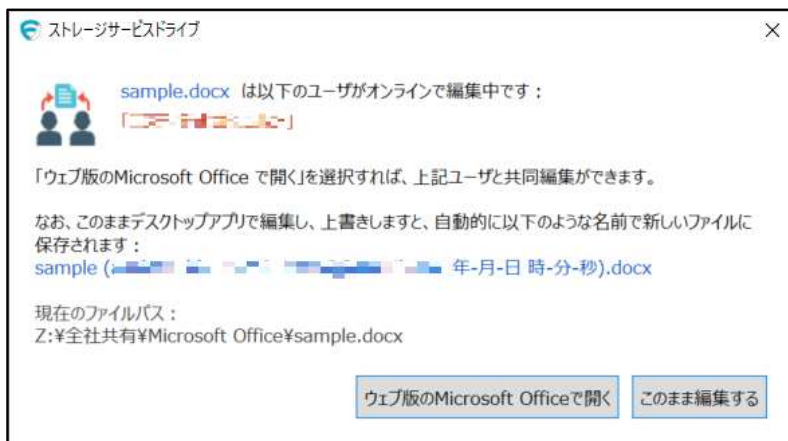 ストレージサービスドライブ
sample.docx は以下のユーザがオンラインで編集中です：
「 」
「ウェブ版のMicrosoft Office で開く」を選択すれば、上記ユーザと共同編集ができます。
なお、このままデスクトップアプリで編集し、上書きしますと、自動的に以下のような名前で新しいファイルに
保存されます：
sample ( 年-月-日 時-分-秒).docx
現在のファイルパス：
Z:¥全社共有¥Microsoft Office¥sample.docx
ウェブ版のMicrosoft Officeで開く
このまま編集する